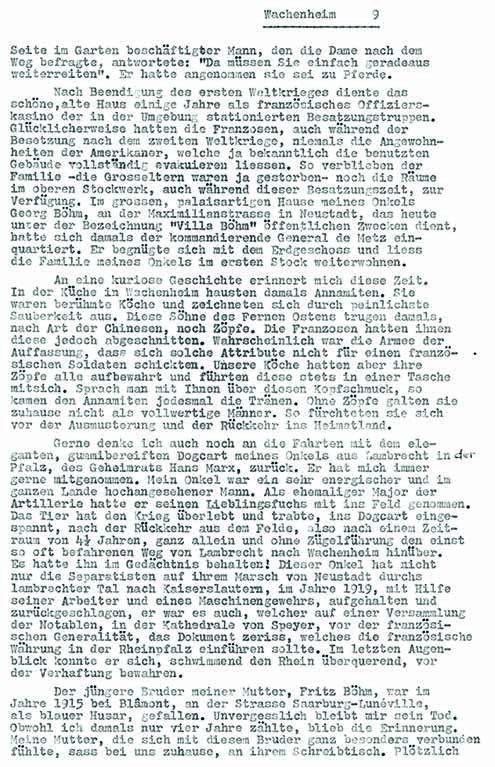 Wachenheim 9
Seite im Garten beschäftigter Mann, den die Dame nach dem
Weg befragte, antwortete: "Da müssen Sie einfach geradeaus
weiterreiten". Er hatte angenommen sie sei zu Pferde.
Nach Beendigung des ersten Weltkrieges diente das
schöne, alte Haus einige Jahre als französisches Offiziers-
kasino der in der Umgebung stationierten Besatzungstruppen.
Glücklicherweise hatten die Franzosen, auch während der
Besetzung nach dem zweiten Weltkriege, niemals die Angewohn-
heiten der Amerikaner, welche ja bekanntlich die benutzten
Gebäude vollständig evakuieren liessen. So verblieben der
Familie -die Grosseltern waren ja gestorben- noch die Räume
im oberen Stockwerk, auch während dieser Besatzungszeit, zur
Verfügung. Im grossen, palaisartigen Hause meines Onkels
Georg Böhm, an der Maximilianstrasse in Neustadt, das heute
unter der Bezeichnung "Villa Böhm" öffentlichen Zwecken dient,
hatte sich damals der kommandierende General de Metz ein-
quartiert. Er begnügte sich mit dem Erdgeschoss und liess
die Familie meines Onkels im ersten Stock weiterwohnen.
An eine kuriose Geschichte erinnert mich diese Zeit.
In der Küche in Wachenheim hausten damals Annamiten. Sie
waren berühmte Köche und zeichneten sich durch peinlichste
Sauberkeit aus. Diese Söhne des Fernen Ostens trugen damals,
nach Art der Chinesen, noch Zöpfe. Die Franzosen hatten ihnen
diese jedoch abgeschnitten. Wahrscheinlich war die Armee der
Auffassung, dass sich solche Attribute nicht für einen franzö-
sischen Soldaten schickten. Unsere Köche hatten aber ihre
Zöpfe alle aufbewahrt und führten diese stets in einer Tasche
mitsich. Sprach man mit Ihnen über diesen Kopfschmuck, so
kamen den Annamiten jedesmal die Tränen. Ohne Zöpfe galten sie
zuhause nicht als vollwertige Männer. So fürchteten sie sich
vor der Ausmusterung und der Rückkehr ins Heimatland.
Gerne denke ich auch noch an die Fahrten mit dem ele-
ganten, gummibereiften Dogcart meines Onkels aus Lambrecht in der
Pfalz, des Geheimrats Hans Marx, zurück. Er hat mich immer
gerne mitgenommen. Mein Onkel war ein sehr energischer und im
ganzen Lande hochangesehener Mann. Als ehemaliger Major der
Artillerie hatte er seinen Lieblingsfuchs mit ins Feld genommen.
Das Tier hat den Krieg überlebt und trabte, ins Dogcart einge-
spannt, nach der Rückkehr aus dem Felde, also nach einem Zeit-
raum von 4½ Jahren, ganz allein und ohne Zügelführung den einst
so oft befahrenen Weg von Lambrecht nach Wachenheim hinüber.
Es hatte ihn im Gedächtnis behalten! Dieser Onkel hat nicht
nur die Separatisten auf ihrem Marsch von Neustadt durchs
lambrechter Tal nach Kaiserslautern, im Jahre 1919, mit Hilfe
seiner Arbeiter und eines Maschinengewehrs, aufgehalten und
zurückgeschlagen, er war es auch, welcher auf einer Versammlung
der Notablen, in der Kathedrale von Speyer, vor der französi-
schen Generalität, das Dokument zeriss, welches die französische
Währung in der Rheinpfalz einführen sollte. Im letzten Augen-
blick konnte er sich, schwimmend den Rhein überquerend, vor
der Verhaftung bewahren.
Der jüngere Bruder meiner Mutter, Fritz Böhm, war im
Jahre 1915 bei Blâmont, an der Strasse Saarburg-Lunéville,
als blauer Husar, gefallen. Unvergesslich bleibt mir sein Tod.
Obwohl ich damals nur vier Jahre zählte, blieb die Erinnerung.
Meine Mutter, die sich mit diesem Bruder ganz besonders verbunden
fühlte, sass bei uns zuhause, an ihrem Schreibtisch. Plötzlich